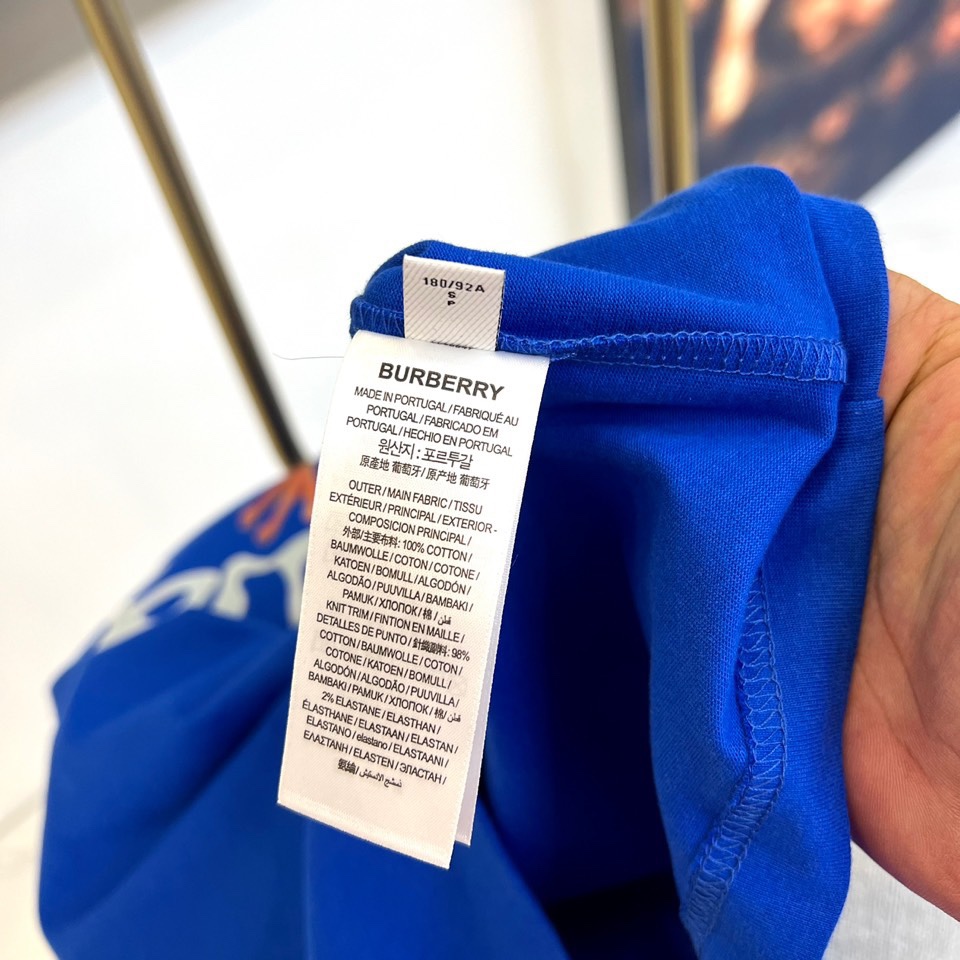 180/92A
S
P
BURBERRY
MADE IN PORTUGAL / FABRIQUÉ AU
PORTUGAL / FABRICADO EM
PORTUGAL / HECHO EN PORTUGAL
원산지 : 포르투갈
原產地 葡萄牙 / 原产地 葡萄牙
OUTER / MAIN FABRIC / TISSU
EXTÉRIEUR / PRINCIPAL / EXTERIOR -
COMPOSICION PRINCIPAL /
外部/主要布料: 100% COTTON /
BAUMWOLLE / COTON / COTONE /
KATOEN / BOMULL / ALGODÓN /
ALGODÃO / PUUVILLA / BAMBAKI /
PAMUK / ХЛОПОК / 棉 / قطن /
KNIT TRIM / FINTION EN MAILLE /
DETALLES DE PUNTO / 針織副料: 98%
COTTON / BAUMWOLLE / COTON /
COTONE / KATOEN / BOMULL /
ALGODÓN / ALGODÃO / PUUVILLA /
BAMBAKI / PAMUK / ХЛОПОК / 棉 / قطن /
2% ELASTANE / ELASTHAN /
ÉLASTHANE / ELASTAAN / ELASTAN /
ELASTANO / elastano / ELASTAANI /
ΕΛΑΣΤΑΝΗ / ELASTEN / ЭЛАСТАН /
氨綸 /